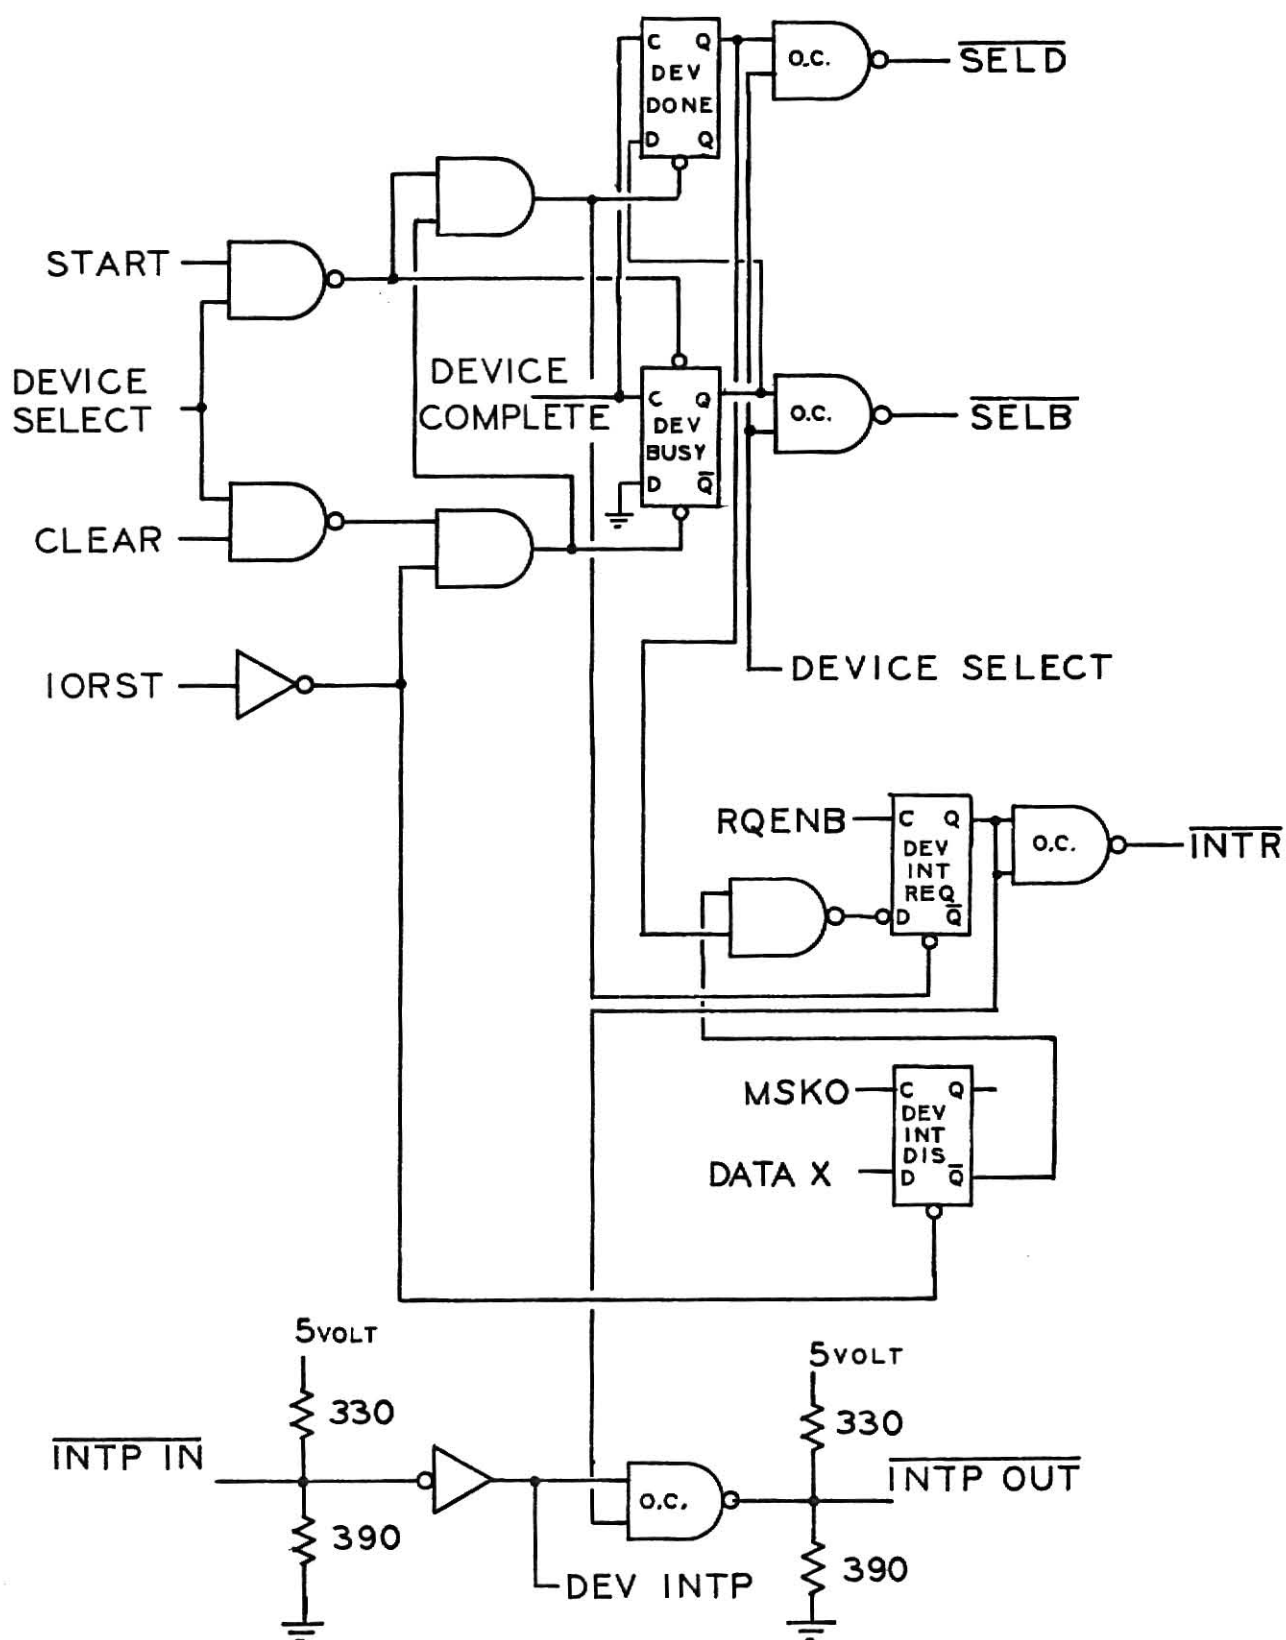 C Q
DEV
DONE
D Q
O.C.
SELD
START
DEVICE
SELECT
DEVICE
COMPLETE
C Q
DEV
BUSY
D Q
O.C.
SELB
CLEAR
IORST
DEVICE SELECT
RQENB
C Q
DEV
INT
REQ
D Q
O.C.
INTR
MSKO
C Q
DEV
INT
DIS
DATA X
D Q
5VOLT
330
INTP IN
390
5VOLT
330
O.C.
INTP OUT
390
DEV INTP